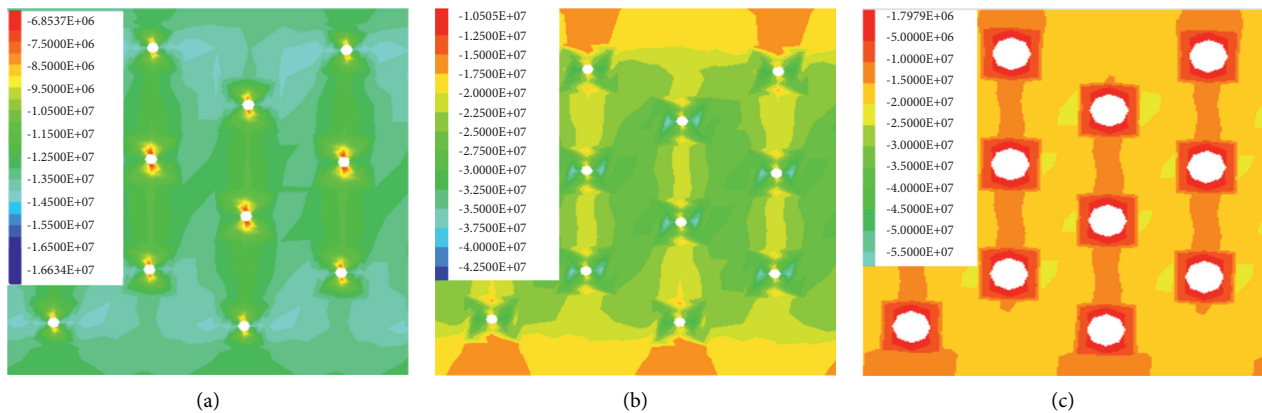 -6.8537E+06
-7.5000E+06
-8.5000E+06
-9.5000E+06
-1.0500E+07
-1.1500E+07
-1.2500E+07
-1.3500E+07
-1.4500E+07
-1.5500E+07
-1.6500E+07
-1.6634E+07
(a)
-1.0505E+07
-1.2500E+07
-1.5000E+07
-1.7500E+07
-2.0000E+07
-2.2500E+07
-2.5000E+07
-2.7500E+07
-3.0000E+07
-3.2500E+07
-3.5000E+07
-3.7500E+07
-4.0000E+07
-4.2500E+07
(b)
-1.7979E+06
-5.0000E+06
-1.0000E+07
-1.5000E+07
-2.0000E+07
-2.5000E+07
-3.0000E+07
-3.5000E+07
-4.0000E+07
-4.5000E+07
-5.0000E+07
-5.5000E+07
(c)